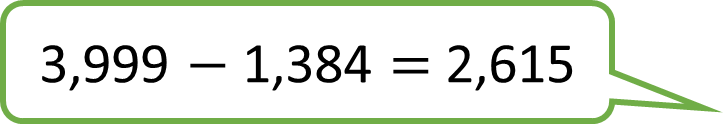 3,999 − 1,384 = 2,615